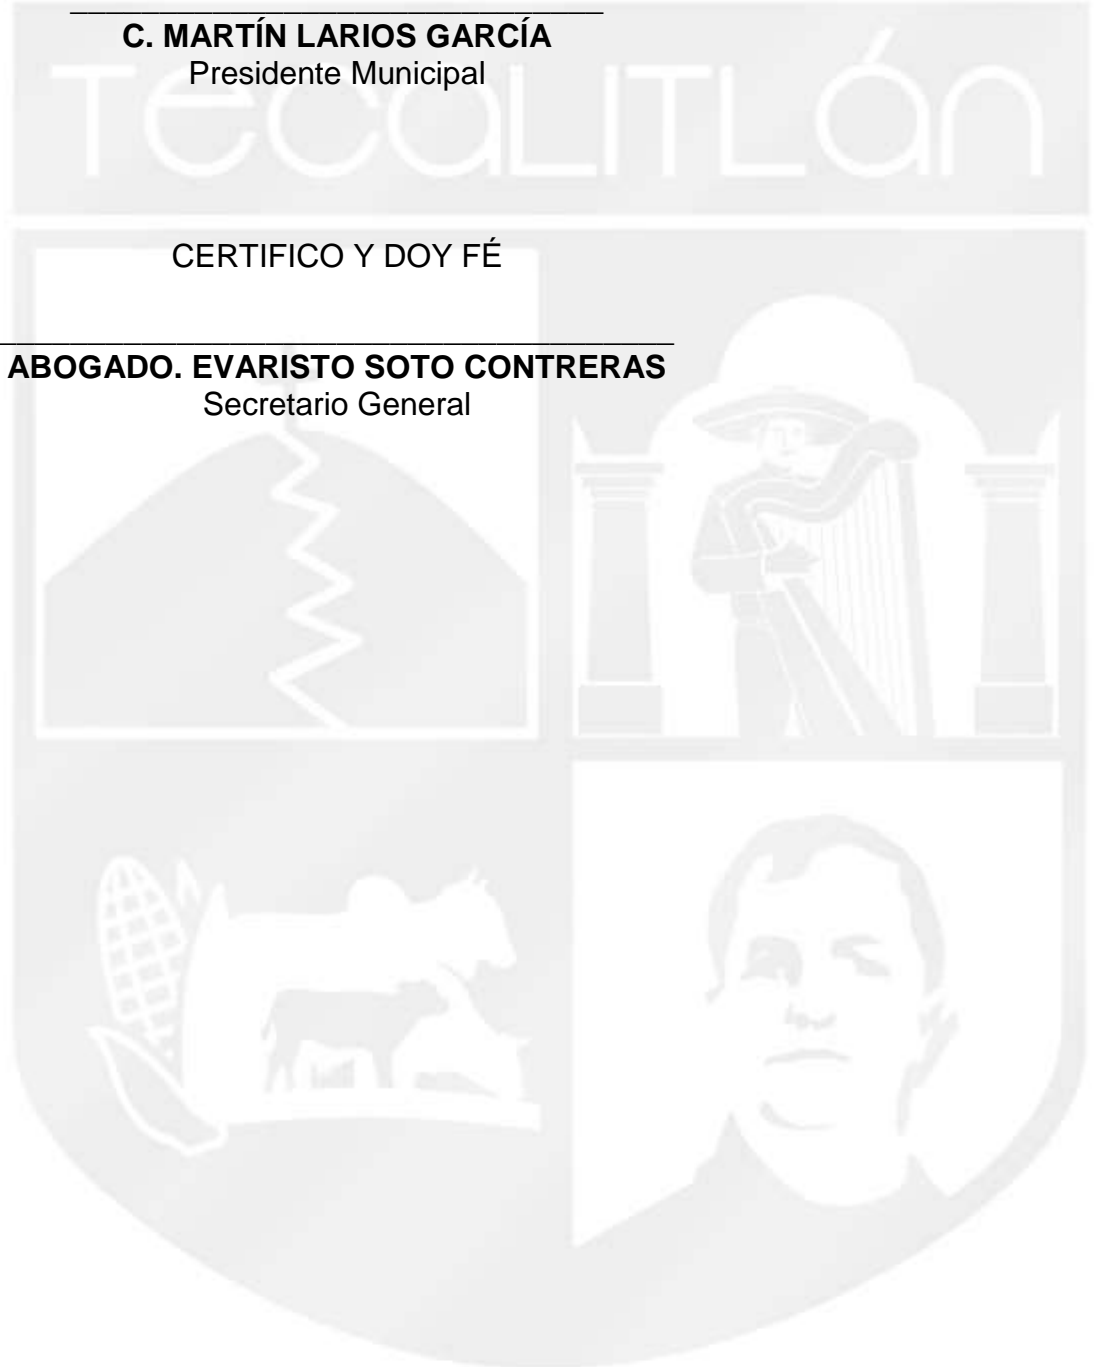 C. MARTÍN LARIOS GARCÍA
Presidente Municipal
TecaLITLán
CERTIFICO Y DOY FÉ
ABOGADO. EVARISTO SOTO CONTRERAS
Secretario General